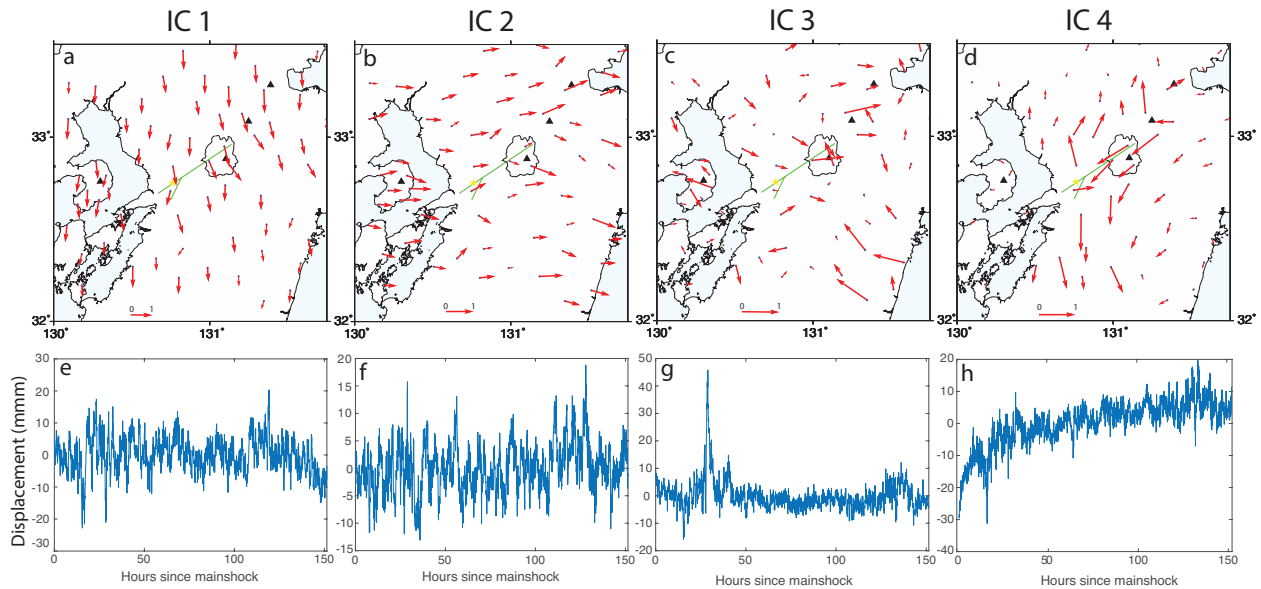 IC 1 IC 2 IC 3 IC 4
a b c d
33° 33° 33° 33°
0 1 0 1 0 1 0 1
32° 32° 32° 32°
130° 131° 130° 131° 130° 131° 130° 131°
e f g h
30 20 50 20
20 15 40 10
10 10 30 0
0 5 20 -10
-10 0 10 -20
-20 -5 0 -30
-30 -10 -10 -40
-15 -20
Displacement (mmm)
0 50 100 150 0 50 100 150 0 50 100 150 0 50 100 150
Hours since mainshock Hours since mainshock Hours since mainshock Hours since mainshock